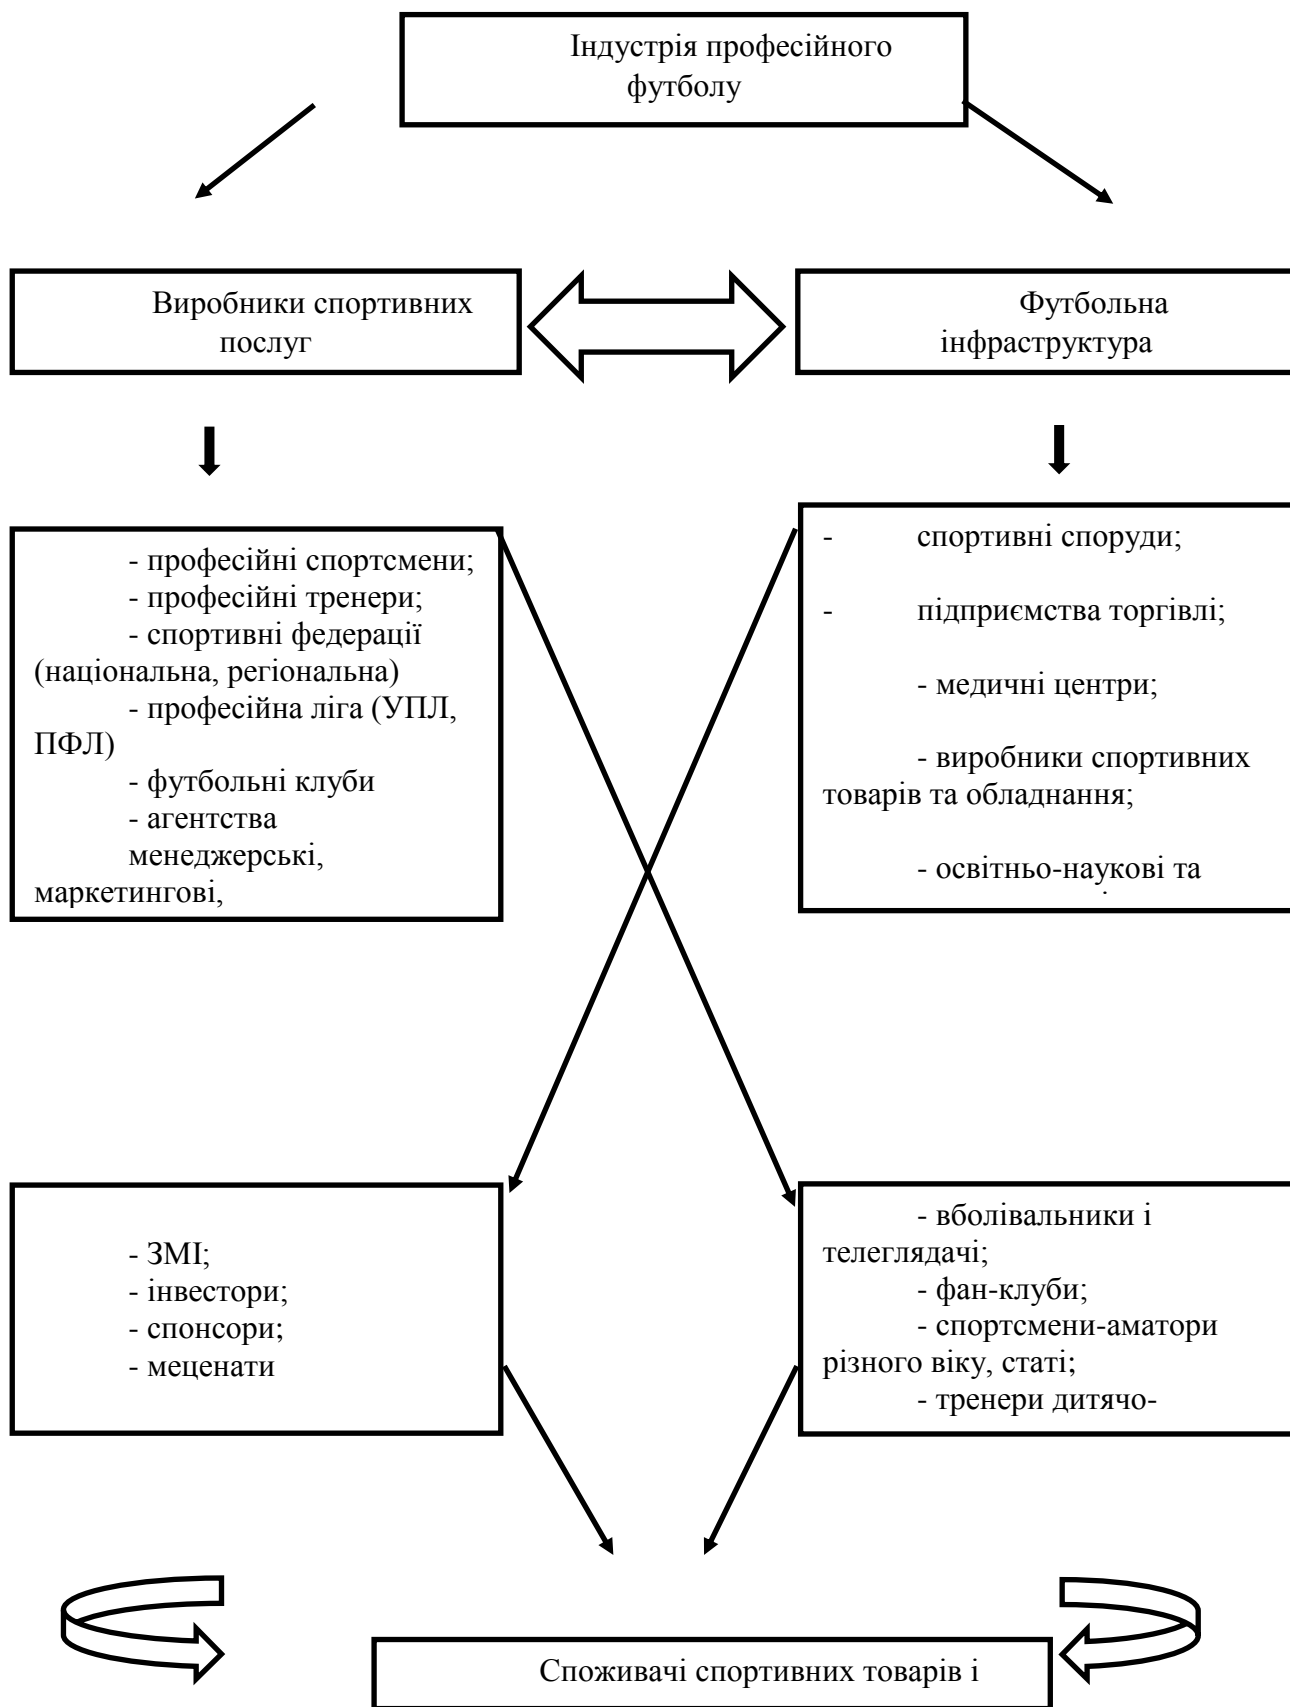 Індустрія професійного
футболу
Виробники спортивних
послуг
Футбольна
інфраструктура
- професійні спортсмени;
- професійні тренери;
- спортивні федерації
(національна, регіональна)
- професійна ліга (УПЛ,
ПФЛ)
- футбольні клуби
- агентства
менеджерські,
маркетингові,
- спортивні споруди;
- підприємства торгівлі;
- медичні центри;
- виробники спортивних
товарів та обладнання;
- освітньо-наукові та
- ЗМІ;
- інвестори;
- спонсори;
- меценати
- вболівальники і
телеглядачі;
- фан-клуби;
- спортсмени-аматори
різного віку, статі;
- тренери дитячо-
Споживачі спортивних товарів і